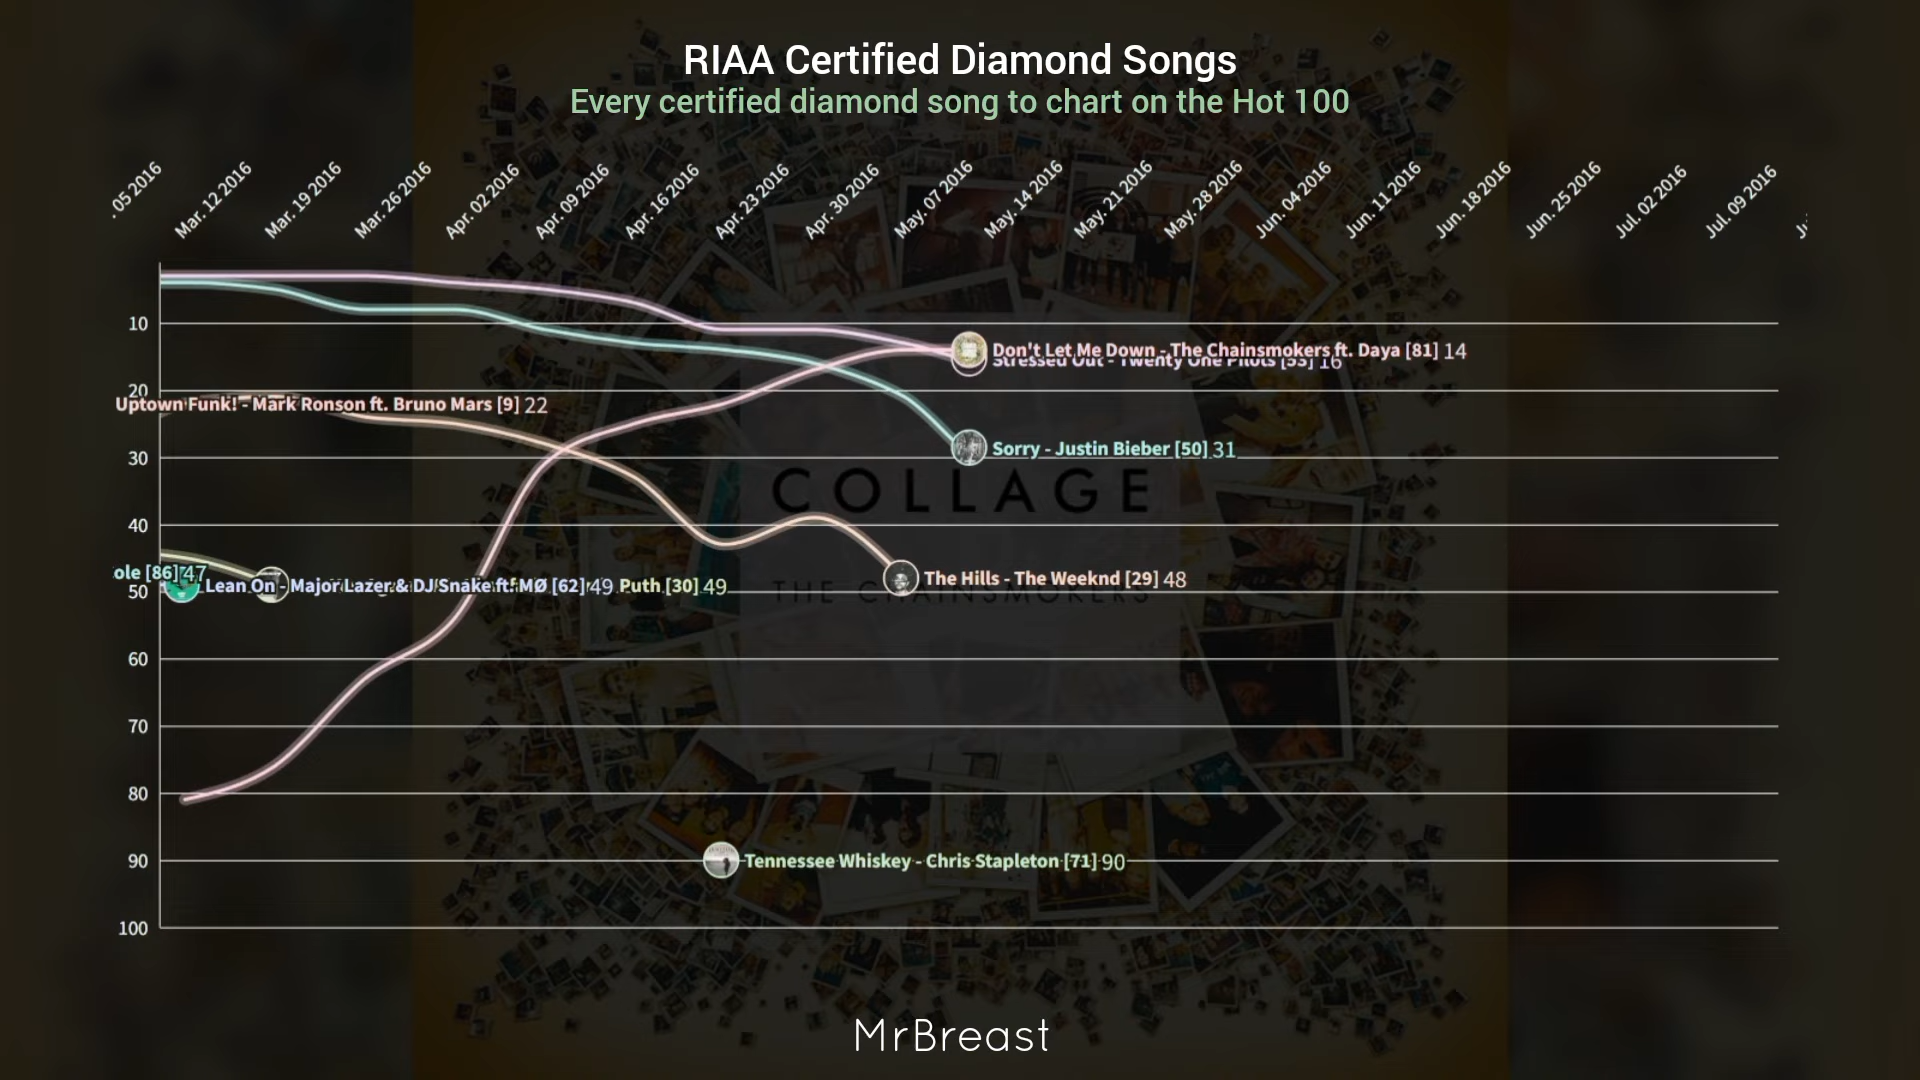 RIAA Certified Diamond Songs
Every certified diamond song to chart on the Hot 100
. 05 2016
Mar. 12 2016
Mar. 19 2016
Mar. 26 2016
Apr. 02 2016
Apr. 09 2016
Apr. 16 2016
Apr. 23 2016
Apr. 30 2016
May. 07 2016
May. 14 2016
May. 21 2016
May. 28 2016
Jun. 04 2016
Jun. 11 2016
Jun. 18 2016
Jun. 25 2016
Jul. 02 2016
Jul. 09 2016
10
Don't Let Me Down - The Chainsmokers ft. Daya [81] 14
Stressed Out - Twenty One Pilots [53] 16
20
Uptown Funk! - Mark Ronson ft. Bruno Mars [9] 22
30
Sorry - Justin Bieber [50] 31
COLLAGE
40
ole [86] 47
Lean On - Major Lazer & DJ Snake ft. MØ [62] 49
Puth [30] 49
The Hills - The Weeknd [29] 48
50
THE CHAINSMOKERS
60
70
80
90
Tennessee Whiskey - Chris Stapleton [71] 90
100
MrBreast